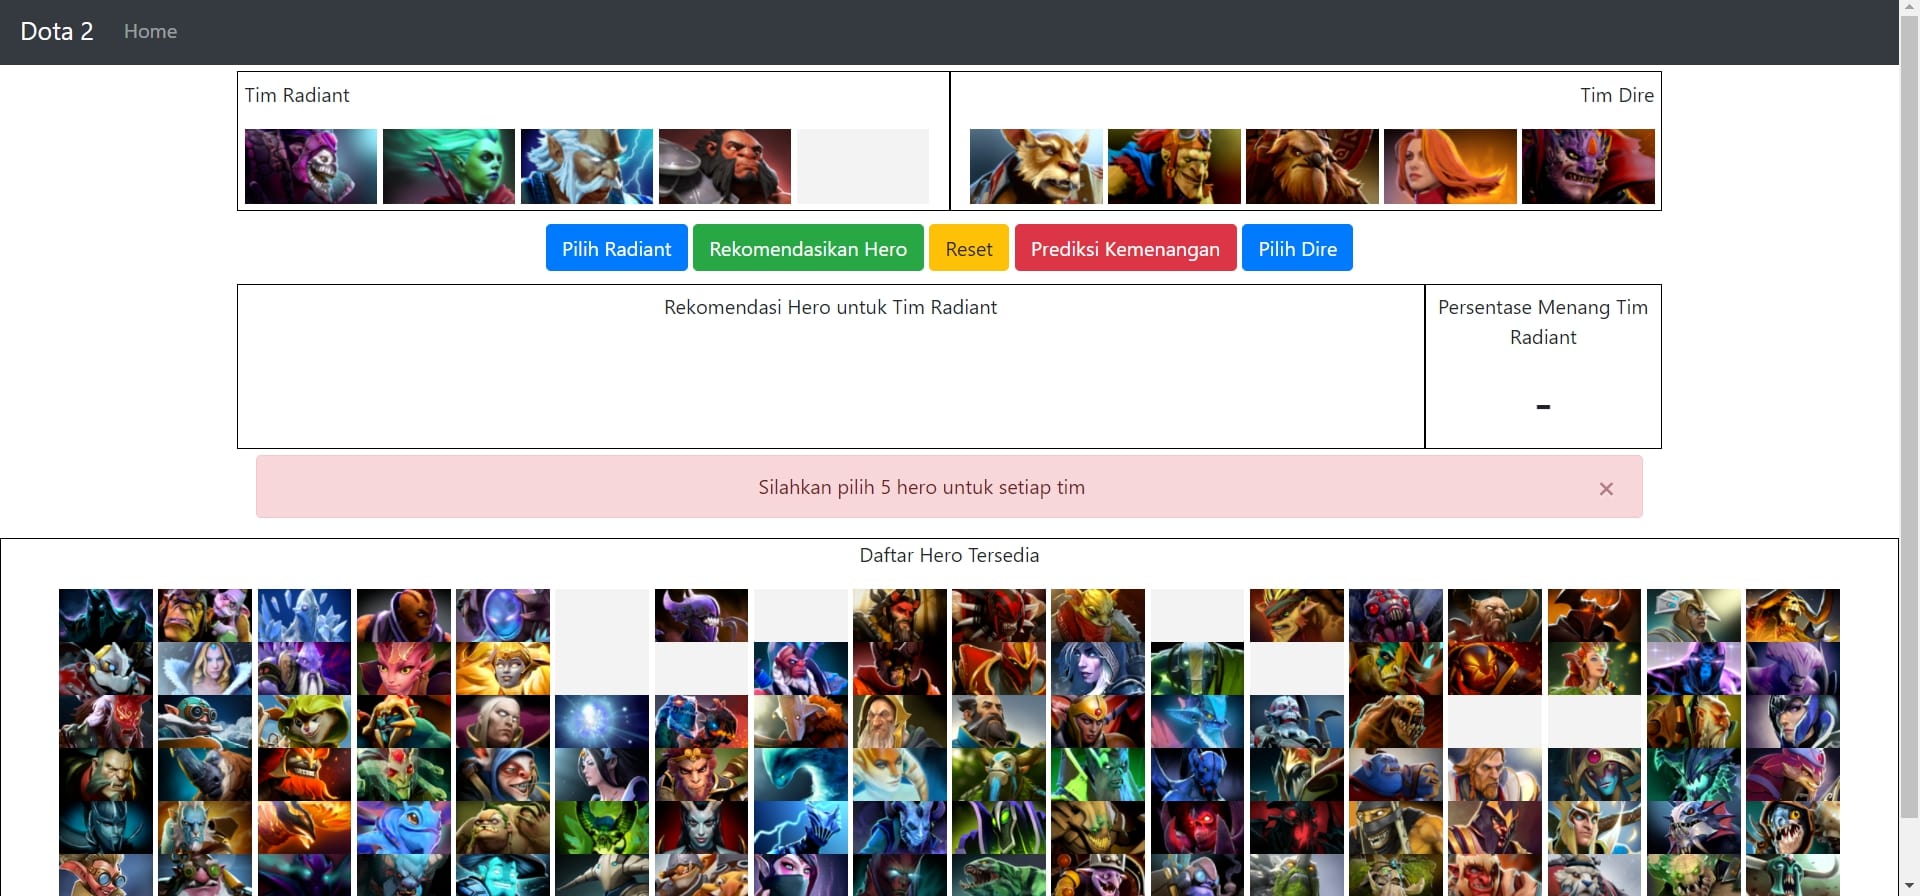 Dota 2 Home
Tim Radiant
Tim Dire
Pilih Radiant
Rekomendasikan Hero
Reset
Prediksi Kemenangan
Pilih Dire
Rekomendasi Hero untuk Tim Radiant
Persentase Menang Tim
Radiant
-
Silahkan pilih 5 hero untuk setiap tim ×
Daftar Hero Tersedia